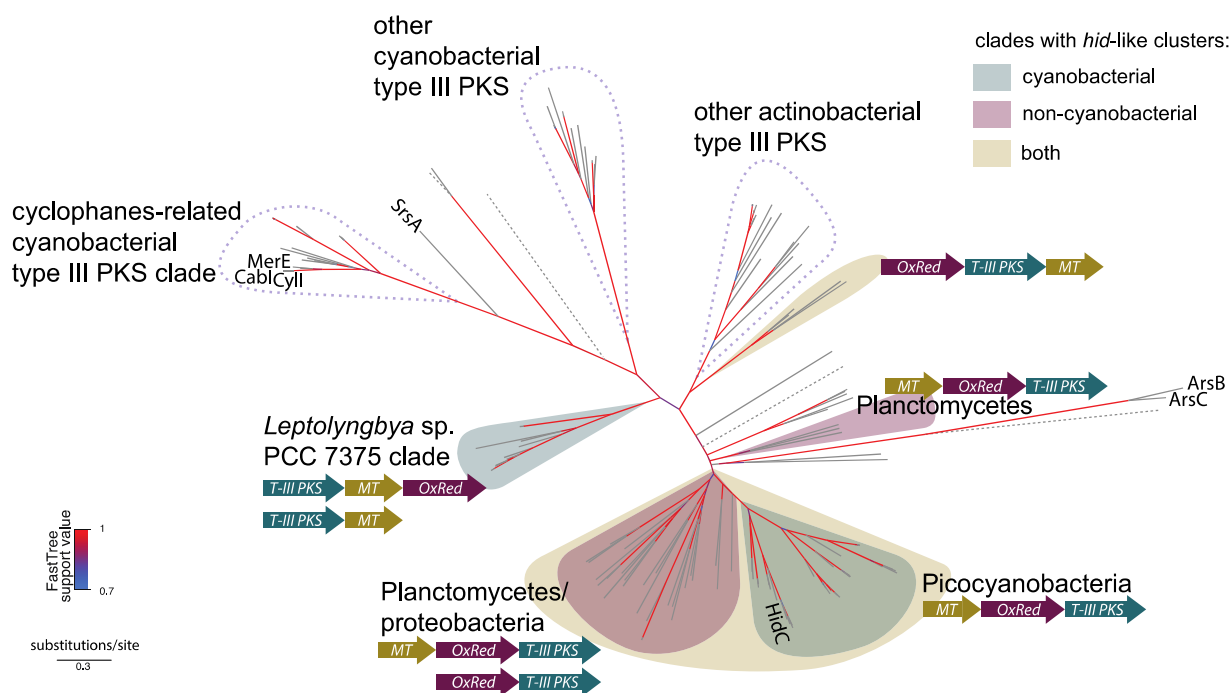 other
cyanobacterial
type III PKS
clades with hid-like clusters:
cyanobacterial
non-cyanobacterial
both
other actinobacterial
type III PKS
cyclophanes-related
cyanobacterial
type III PKS clade
SrsA
MerE
CabI CylI
OxRed T-III PKS MT
MT OxRed T-III PKS
Planctomycetes
ArsB
ArsC
Leptolyngbya sp.
PCC 7375 clade
T-III PKS MT OxRed
T-III PKS MT
FastTree
support value
1
0.7
substitutions/site
0.3
Planctomycetes/
proteobacteria
MT OxRed T-III PKS
OxRed T-III PKS
HidC
Picocyanobacteria
MT OxRed T-III PKS